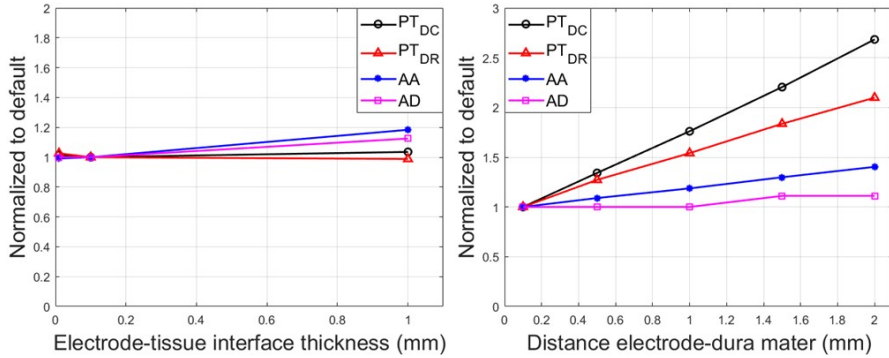 2
1.8
1.6
1.4
1.2
1
0.8
0.6
0.4
0.2
0
0.2
0.4
0.6
0.8
1
Normalized to default
Electrode-tissue interface thickness (mm)
PT_DC
PT_DR
AA
AD
3
2.5
2
1.5
1
0.5
0
0
0.2
0.4
0.6
0.8
1
1.2
1.4
1.6
1.8
2
Normalized to default
Distance electrode-dura mater (mm)
PT_DC
PT_DR
AA
AD